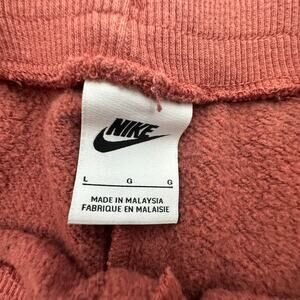 NIKE
L G G
MADE IN MALAYSIA
FABRIQUE EN MALAISIE